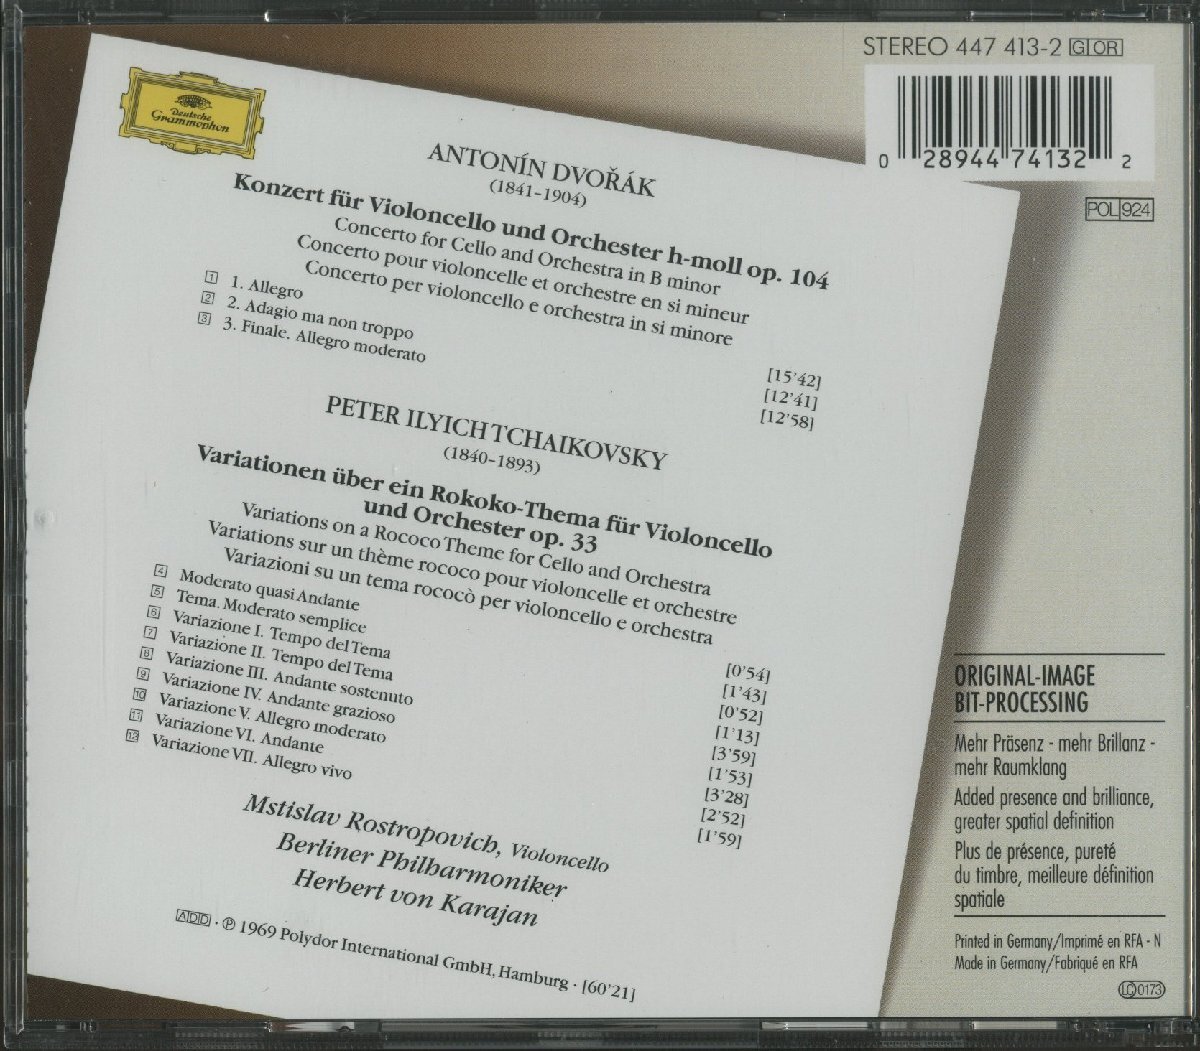 STEREO 447 413-2 GI OR
0 28944 74132 2
POL 924
Deutsche
Grammophon
ANTONÍN DVOŘÁK
(1841-1904)
Konzert für Violoncello und Orchester h-moll op. 104
Concerto for Cello and Orchestra in B minor
Concerto pour violoncelle et orchestre en si mineur
Concerto per violoncello e orchestra in si minore
1 1. Allegro [15'42]
2 2. Adagio ma non troppo [12'41]
3 3. Finale. Allegro moderato [12'58]
PETER ILYICH TCHAIKOVSKY
(1840-1893)
Variationen über ein Rokoko-Thema für Violoncello
und Orchester op. 33
Variations on a Rococo Theme for Cello and Orchestra
Variations sur un thème rococo pour violoncelle et orchestre
Variazioni su un tema rococò per violoncello e orchestra
4 Moderato quasi Andante [0'54]
5 Tema. Moderato semplice [1'43]
6 Variazione I. Tempo del Tema [0'52]
7 Variazione II. Tempo del Tema [1'13]
8 Variazione III. Andante sostenuto [3'59]
9 Variazione IV. Andante grazioso [1'53]
10 Variazione V. Allegro moderato [3'28]
11 Variazione VI. Andante [2'52]
12 Variazione VII. Allegro vivo [1'59]
Mstislav Rostropovich, Violoncello
Berliner Philharmoniker
Herbert von Karajan
ADD · ℗ 1969 Polydor International GmbH, Hamburg · [60'21]
ORIGINAL-IMAGE
BIT-PROCESSING
Mehr Präsenz - mehr Brillanz -
mehr Raumklang
Added presence and brilliance,
greater spatial definition
Plus de présence, pureté
du timbre, meilleure définition
spatiale
Printed in Germany/Imprimé en RFA - N
Made in Germany/Fabriqué en RFA
LC 0173